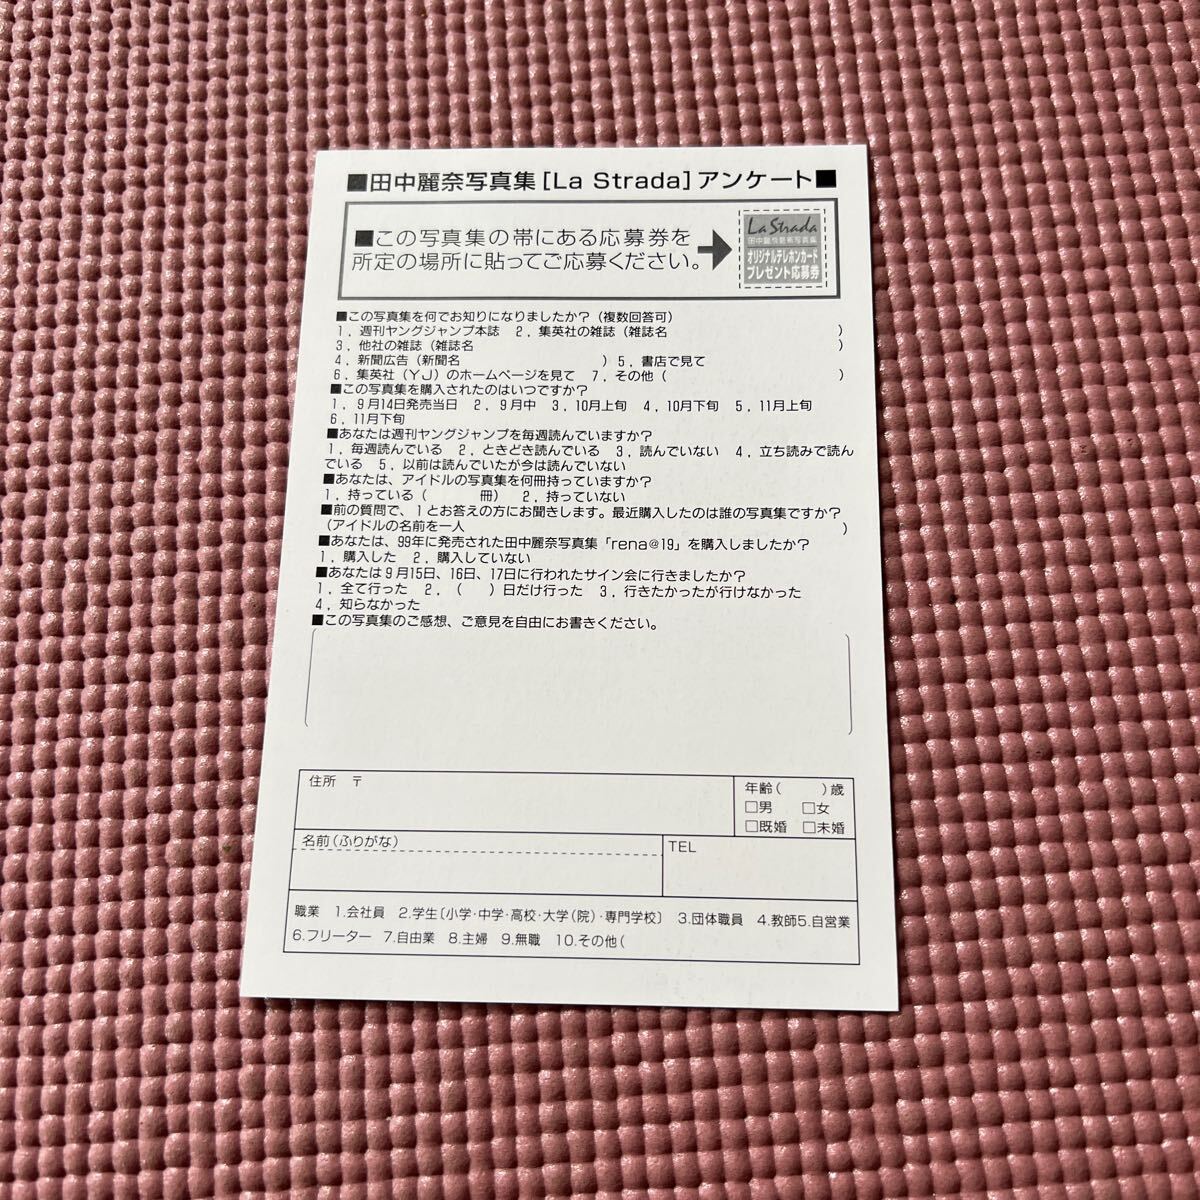 ■田中麗奈写真集[La Strada]アンケート■
■この写真集の帯にある応募券を
所定の場所に貼ってご応募ください。➔
La Strada
田中麗奈写真集
オリジナルテレホンカード
プレゼント応募券
■この写真集を何でお知りになりましたか？（複数回答可）
1，週刊ヤングジャンプ本誌　2，集英社の雑誌（雑誌名　　　　）
3，他社の雑誌（雑誌名　　　　）
4，新聞広告（新聞名　　　　）5，書店で見て
6，集英社（YJ）のホームページを見て　7，その他（　　　　）
■この写真集を購入されたのはいつですか？
1，9月14日発売当日　2，9月中　3，10月上旬　4，10月下旬　5，11月上旬
6，11月下旬
■あなたは週刊ヤングジャンプを毎週読んでいますか？
1，毎週読んでいる　2，ときどき読んでいる　3，読んでいない　4，立ち読みで読ん
でいる　5，以前は読んでいたが今は読んでいない
■あなたは、アイドルの写真集を何冊持っていますか？
1，持っている（　　　冊）　2，持っていない
■前の質問で、1とお答えの方にお聞きします。最近購入したのは誰の写真集ですか？
（アイドルの名前を一人　　　　）
■あなたは、99年に発売された田中麗奈写真集「rena@19」を購入しましたか？
1，購入した　2，購入していない
■あなたは9月15日、16日、17日に行われたサイン会に行きましたか？
1，全て行った　2，（　　）日だけ行った　3，行きたかったが行けなかった
4，知らなかった
■この写真集のご感想、ご意見を自由にお書きください。
住所　〒
年齢（　　）歳
□男　□女
□既婚　□未婚
名前（ふりがな）
TEL
職業　1.会社員　2.学生〔小学・中学・高校・大学（院）・専門学校〕　3.団体職員　4.教師5.自営業
6.フリーター　7.自由業　8.主婦　9.無職　10.その他（